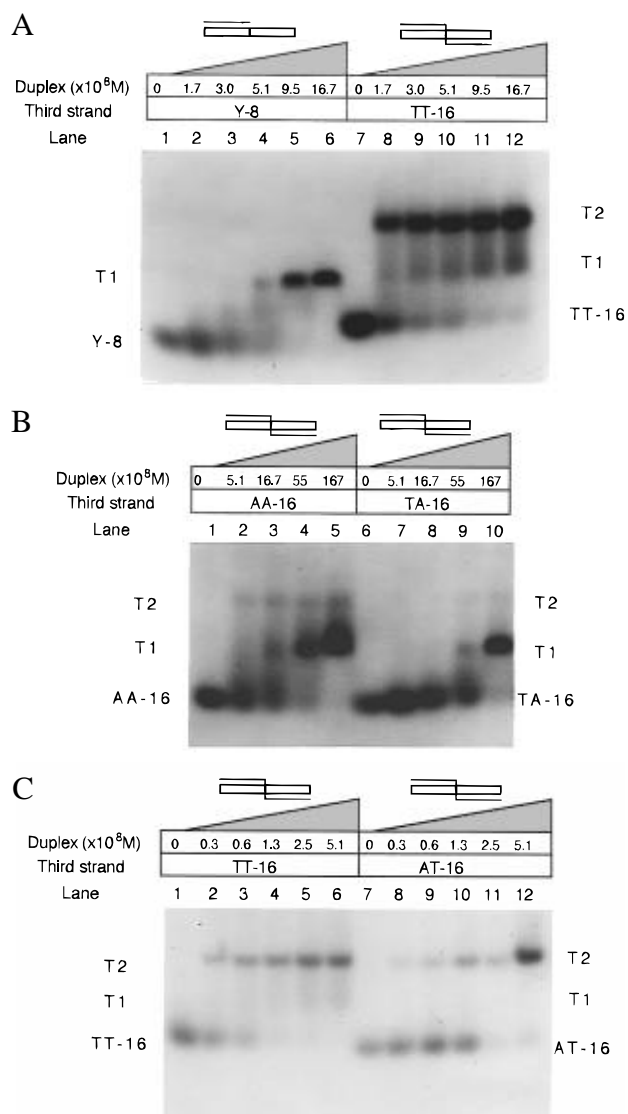 A
Duplex (x10⁸M) 0 1.7 3.0 5.1 9.5 16.7 0 1.7 3.0 5.1 9.5 16.7
Third strand Y-8 TT-16
Lane 1 2 3 4 5 6 7 8 9 10 11 12
T2
T1 T1
TT-16
Y-8
B
Duplex (x10⁸M) 0 5.1 16.7 55 167 0 5.1 16.7 55 167
Third strand AA-16 TA-16
Lane 1 2 3 4 5 6 7 8 9 10
T2 T2
T1 T1
AA-16 TA-16
C
Duplex (x10⁸M) 0 0.3 0.6 1.3 2.5 5.1 0 0.3 0.6 1.3 2.5 5.1
Third strand TT-16 AT-16
Lane 1 2 3 4 5 6 7 8 9 10 11 12
T2 T2
T1 T1
TT-16 AT-16